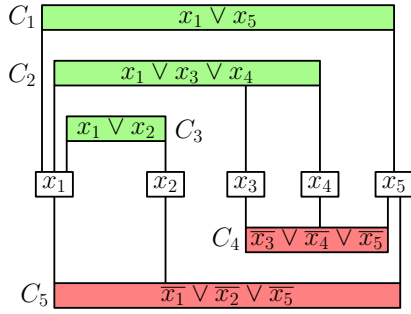 C₁ x₁ ∨ x₅
C₂ x₁ ∨ x₃ ∨ x₄
x₁ ∨ x₂ C₃
x₁ x₂ x₃ x₄ x₅
C₄ x̅₃ ∨ x̅₄ ∨ x̅₅
C₅ x̅₁ ∨ x̅₂ ∨ x̅₅